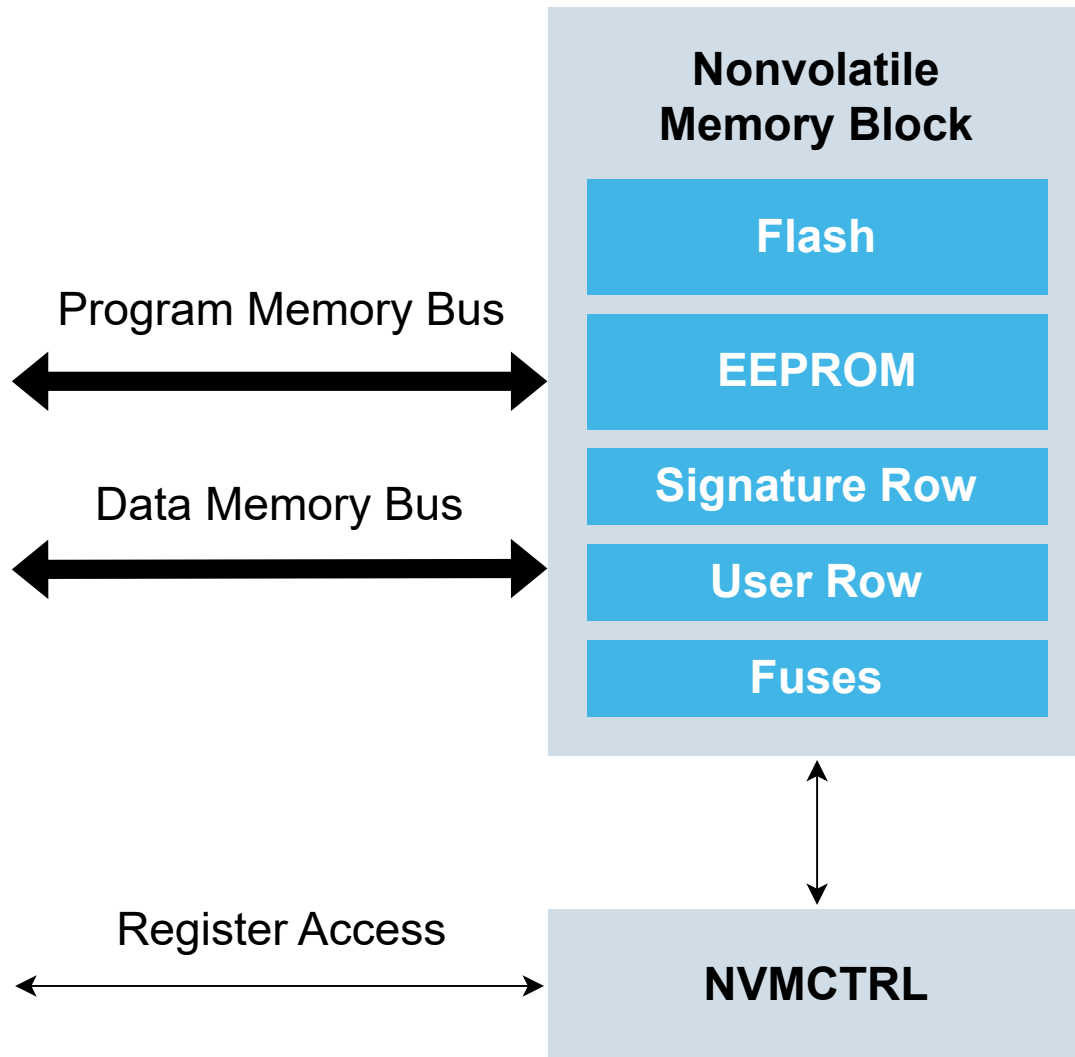 Nonvolatile
Memory Block
Flash
Program Memory Bus
EEPROM
Data Memory Bus
Signature Row
User Row
Fuses
Register Access
NVMCTRL